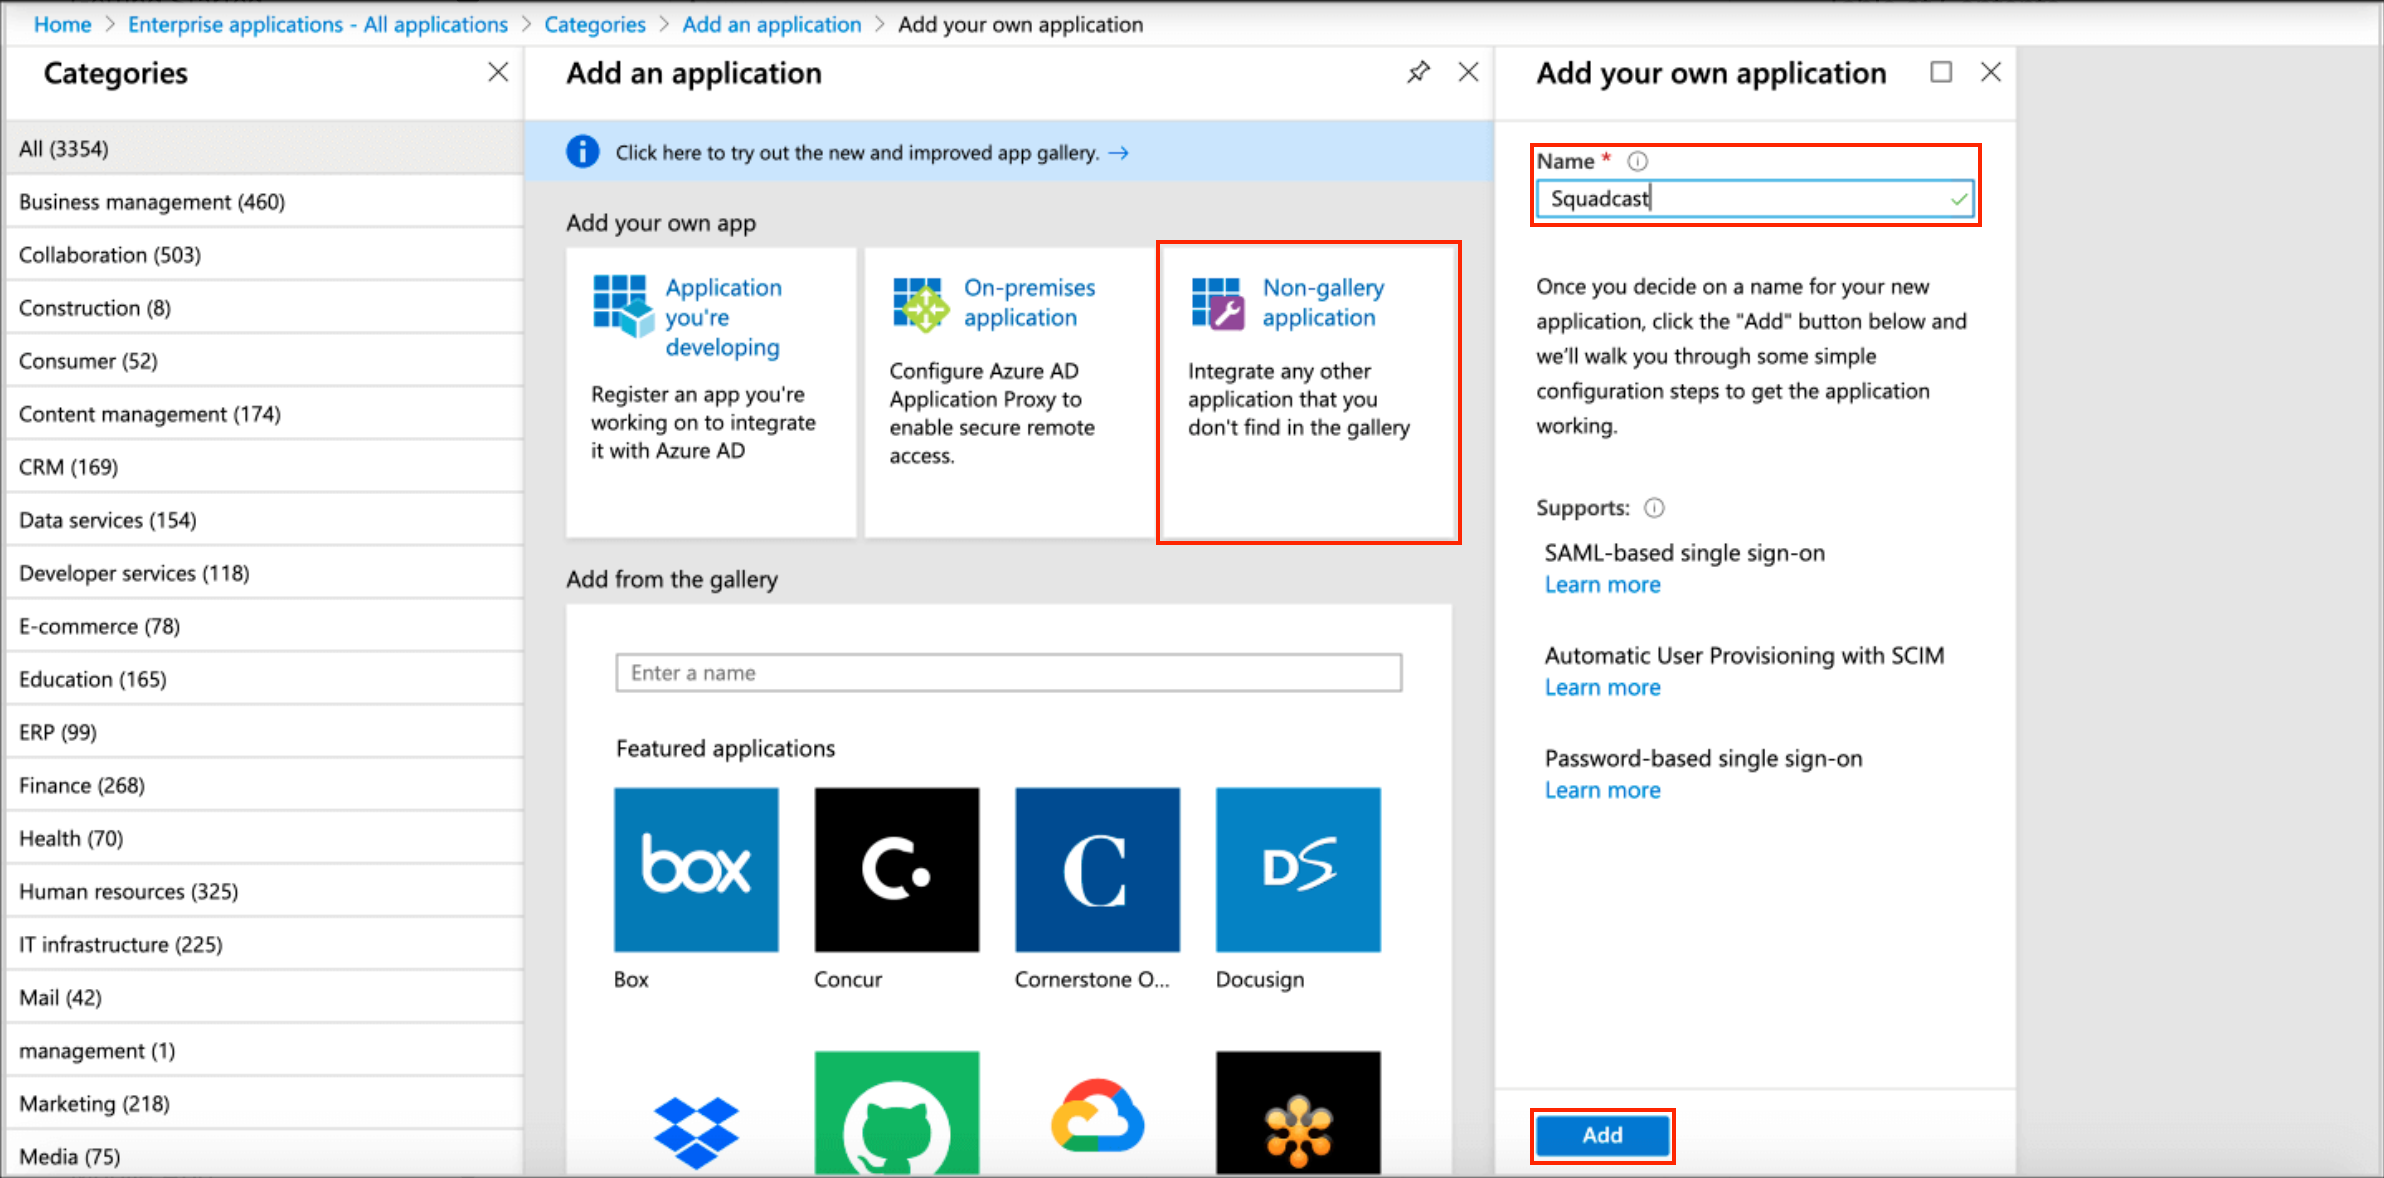 Home > Enterprise applications - All applications > Categories > Add an application > Add your own application
Categories
All (3354)
Business management (460)
Collaboration (503)
Construction (8)
Consumer (52)
Content management (174)
CRM (169)
Data services (154)
Developer services (118)
E-commerce (78)
Education (165)
ERP (99)
Finance (268)
Health (70)
Human resources (325)
IT infrastructure (225)
Mail (42)
management (1)
Marketing (218)
Media (75)
Add an application
Click here to try out the new and improved app gallery. →
Add your own app
Application
you're
developing
Register an app you're
working on to integrate
it with Azure AD
On-premises
application
Configure Azure AD
Application Proxy to
enable secure remote
access.
Non-gallery
application
Integrate any other
application that you
don't find in the gallery
Add from the gallery
Enter a name
Featured applications
box
C.
C
DS
Box
Concur
Cornerstone O...
Docusign
Add your own application
Name *
Squadcast
Once you decide on a name for your new
application, click the "Add" button below and
we'll walk you through some simple
configuration steps to get the application
working.
Supports:
SAML-based single sign-on
Learn more
Automatic User Provisioning with SCIM
Learn more
Password-based single sign-on
Learn more
Add